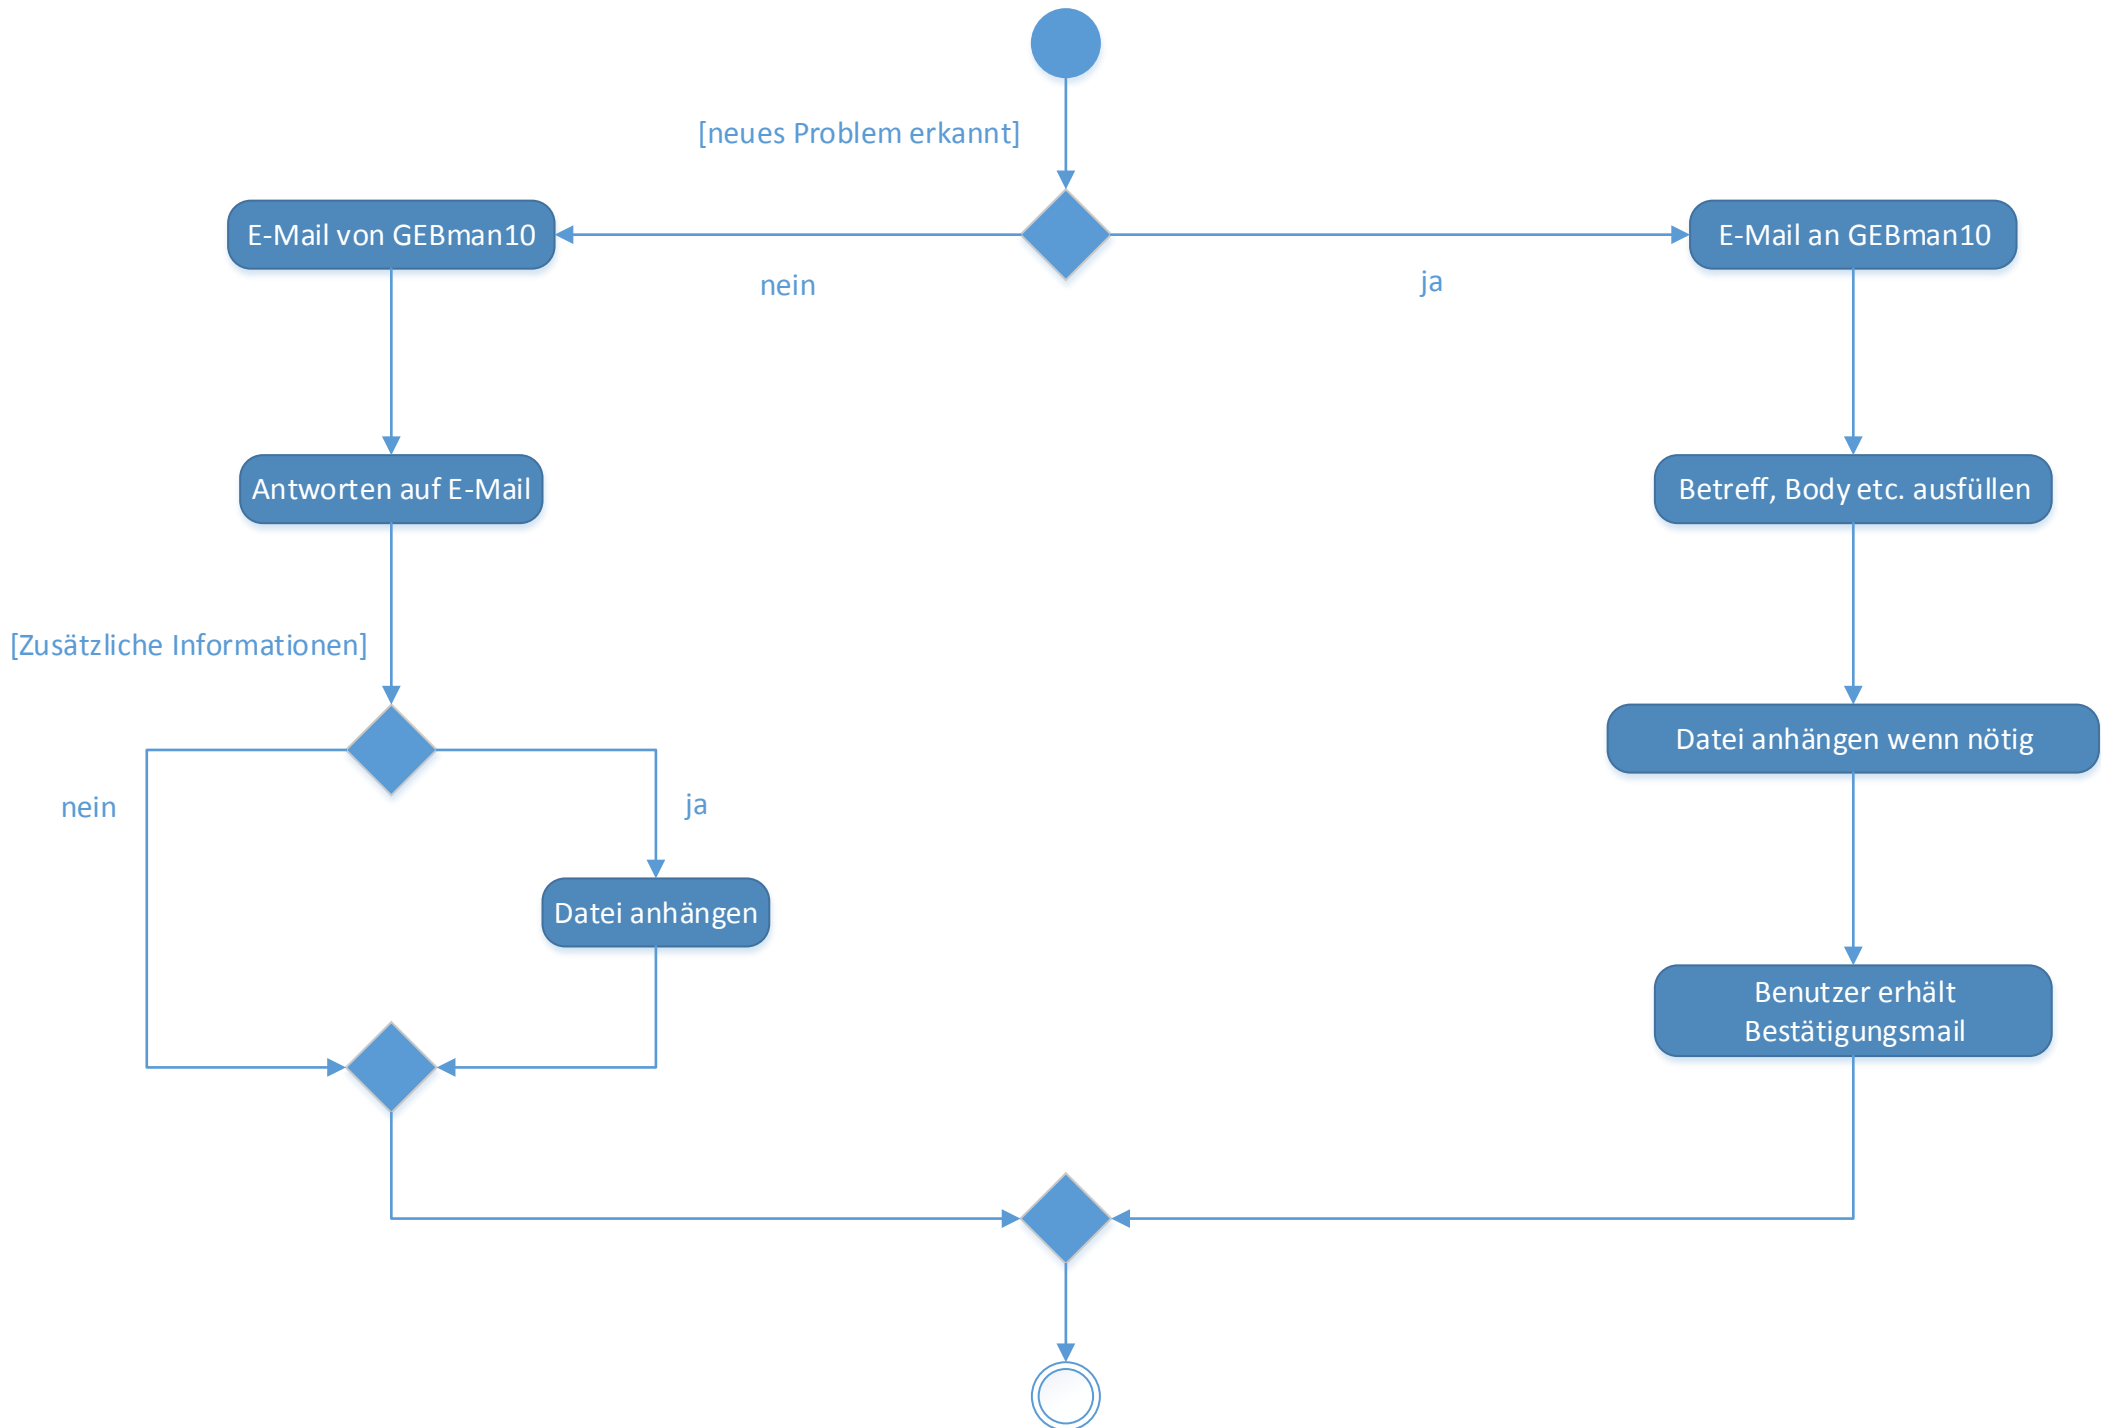 [neues Problem erkannt]
E-Mail von GEBman10
E-Mail an GEBman10
nein
ja
Antworten auf E-Mail
Betreff, Body etc. ausfüllen
[Zusätzliche Informationen]
Datei anhängen wenn nötig
nein
ja
Datei anhängen
Benutzer erhält
Bestätigungsmail